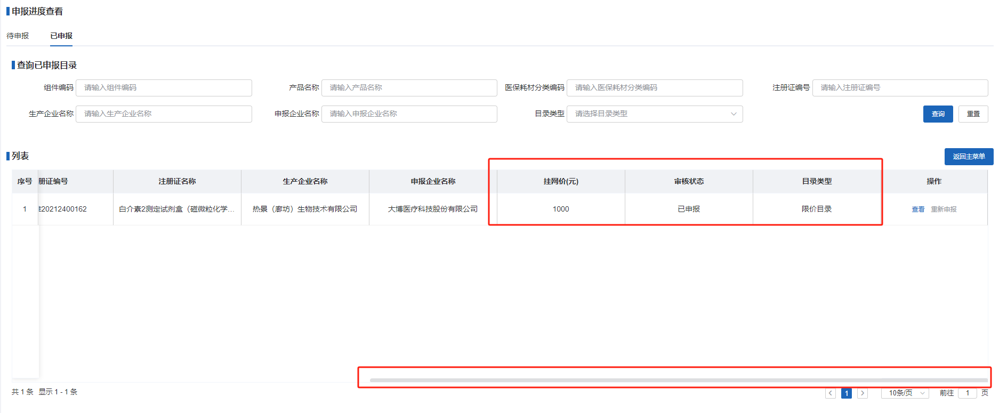 申报进度查看
待申报 已申报
查询已申报目录
组件编码 请输入组件编码 产品名称 请输入产品名称 医保耗材分类编码 请输入医保耗材分类编码 注册证编号 请输入注册证编号
生产企业名称 请输入生产企业名称 申报企业名称 请输入申报企业名称 目录类型 请选择目录类型 查询 重置
列表 返回主菜单
序号 册证编号 注册证名称 生产企业名称 申报企业名称 挂网价(元) 审核状态 目录类型 操作
1 20212400162 白介素2测定试剂盒（磁微粒化学... 热景（廊坊）生物技术有限公司 大博医疗科技股份有限公司 1000 已申报 限价目录 查看 重新申报
共 1 条 显示 1 - 1 条 1 10条/页 前往 1 页